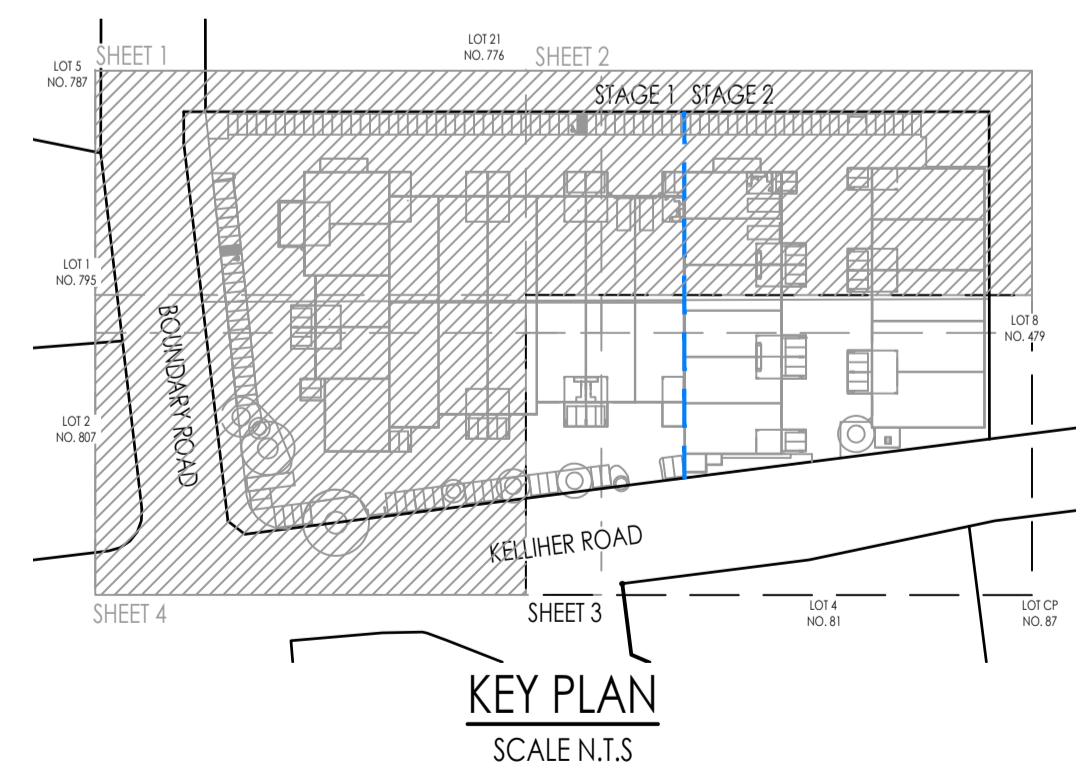 LOT 21
NO. 776
SHEET 1
SHEET 2
LOT 5
NO. 787
STAGE 1
STAGE 2
LOT 1
NO. 795
BOUNDARY ROAD
LOT 8
NO. 479
LOT 2
NO. 807
KELLIHER ROAD
SHEET 4
SHEET 3
LOT 4
NO. 81
LOT CP
NO. 87
KEY PLAN
SCALE N.T.S